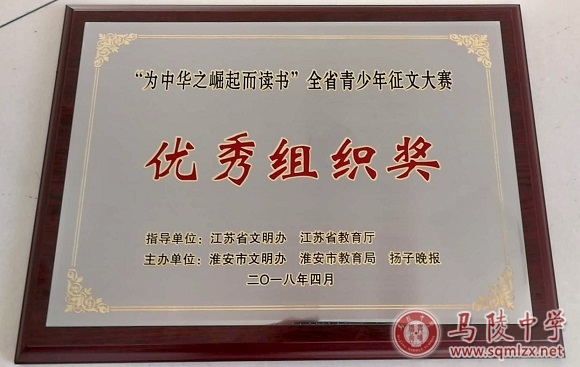 “为中华之崛起而读书”全省青少年征文大赛
优秀组织奖
指导单位：江苏省文明办 江苏省教育厅
主办单位：淮安市文明办 淮安市教育局 扬子晚报
二〇一八年四月
马陵中学
www.sqmlzx.net